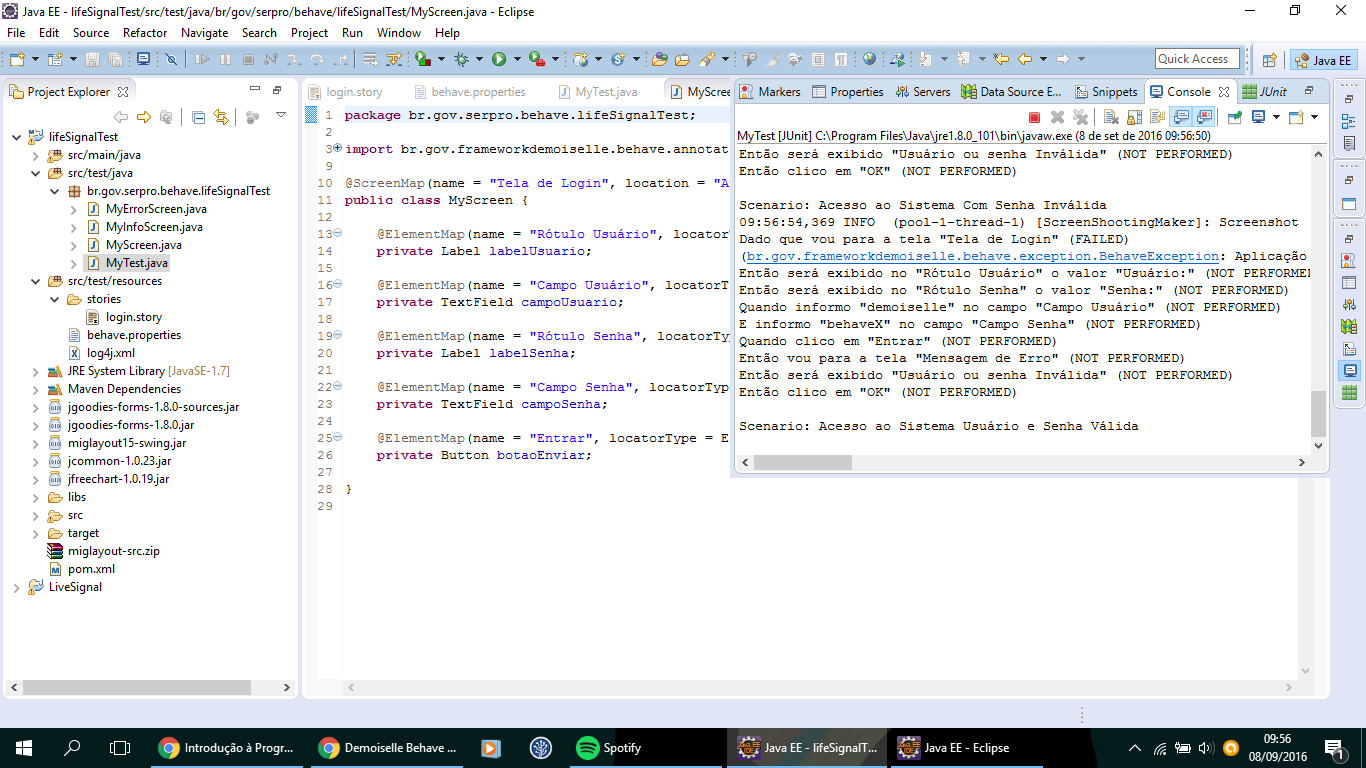 Java EE - lifeSignalTest/src/test/java/br/gov/serpro/behave/lifeSignalTest/MyScreen.java - Eclipse
File Edit Source Refactor Navigate Search Project Run Window Help
Quick Access
Java EE
Project Explorer
lifeSignalTest
src/main/java
src/test/java
br.gov.serpro.behave.lifeSignalTest
MyErrorScreen.java
MyInfoScreen.java
MyScreen.java
MyTest.java
src/test/resources
stories
login.story
behave.properties
log4j.xml
JRE System Library [JavaSE-1.7]
Maven Dependencies
jgoodies-forms-1.8.0-sources.jar
jgoodies-forms-1.8.0.jar
miglayout15-swing.jar
jcommon-1.0.23.jar
jfreechart-1.0.19.jar
libs
src
target
miglayout-src.zip
pom.xml
LiveSignal
login.story behave.properties MyTest.java MyScree
1 package br.gov.serpro.behave.lifeSignalTest;
2
3 import br.gov.frameworkdemoiselle.behave.annotat
9
10 @ScreenMap(name = "Tela de Login", location = "A
11 public class MyScreen {
12
13 @ElementMap(name = "Rótulo Usuário", locator
14 private Label labelUsuario;
15
16 @ElementMap(name = "Campo Usuário", locatorT
17 private TextField campoUsuario;
18
19 @ElementMap(name = "Rótulo Senha", locatorTy
20 private Label labelSenha;
21
22 @ElementMap(name = "Campo Senha", locatorType
23 private TextField campoSenha;
24
25 @ElementMap(name = "Entrar", locatorType = E
26 private Button botaoEnviar;
27
28 }
29
Markers Properties Servers Data Source E... Snippets Console JUnit
MyTest [JUnit] C:\Program Files\Java\jre1.8.0_101\bin\javaw.exe (8 de set de 2016 09:56:50)
Então será exibido "Usuário ou senha Inválida" (NOT PERFORMED)
Então clico em "OK" (NOT PERFORMED)
Scenario: Acesso ao Sistema Com Senha Inválida
09:56:54,369 INFO (pool-1-thread-1) [ScreenShootingMaker]: Screenshot
Dado que vou para a tela "Tela de Login" (FAILED)
(br.gov.frameworkdemoiselle.behave.exception.BehaveException: Aplicação
Então será exibido no "Rótulo Usuário" o valor "Usuário:" (NOT PERFORME
Então será exibido no "Rótulo Senha" o valor "Senha:" (NOT PERFORMED)
Quando informo "demoiselle" no campo "Campo Usuário" (NOT PERFORMED)
E informo "behaveX" no campo "Campo Senha" (NOT PERFORMED)
Quando clico em "Entrar" (NOT PERFORMED)
Então vou para a tela "Mensagem de Erro" (NOT PERFORMED)
Então será exibido "Usuário ou senha Inválida" (NOT PERFORMED)
Então clico em "OK" (NOT PERFORMED)
Scenario: Acesso ao Sistema Usuário e Senha Válida
Introdução à Progr... Demoiselle Behave ... Spotify Java EE - lifeSignalT... Java EE - Eclipse
09:56
08/09/2016
1